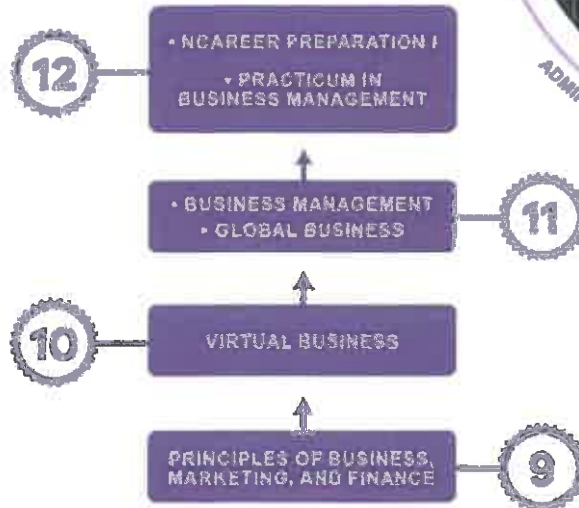 12
• NCAREER PREPARATION I
• PRACTICUM IN
BUSINESS MANAGEMENT
• BUSINESS MANAGEMENT
• GLOBAL BUSINESS
11
10
VIRTUAL BUSINESS
PRINCIPLES OF BUSINESS,
MARKETING, AND FINANCE
9